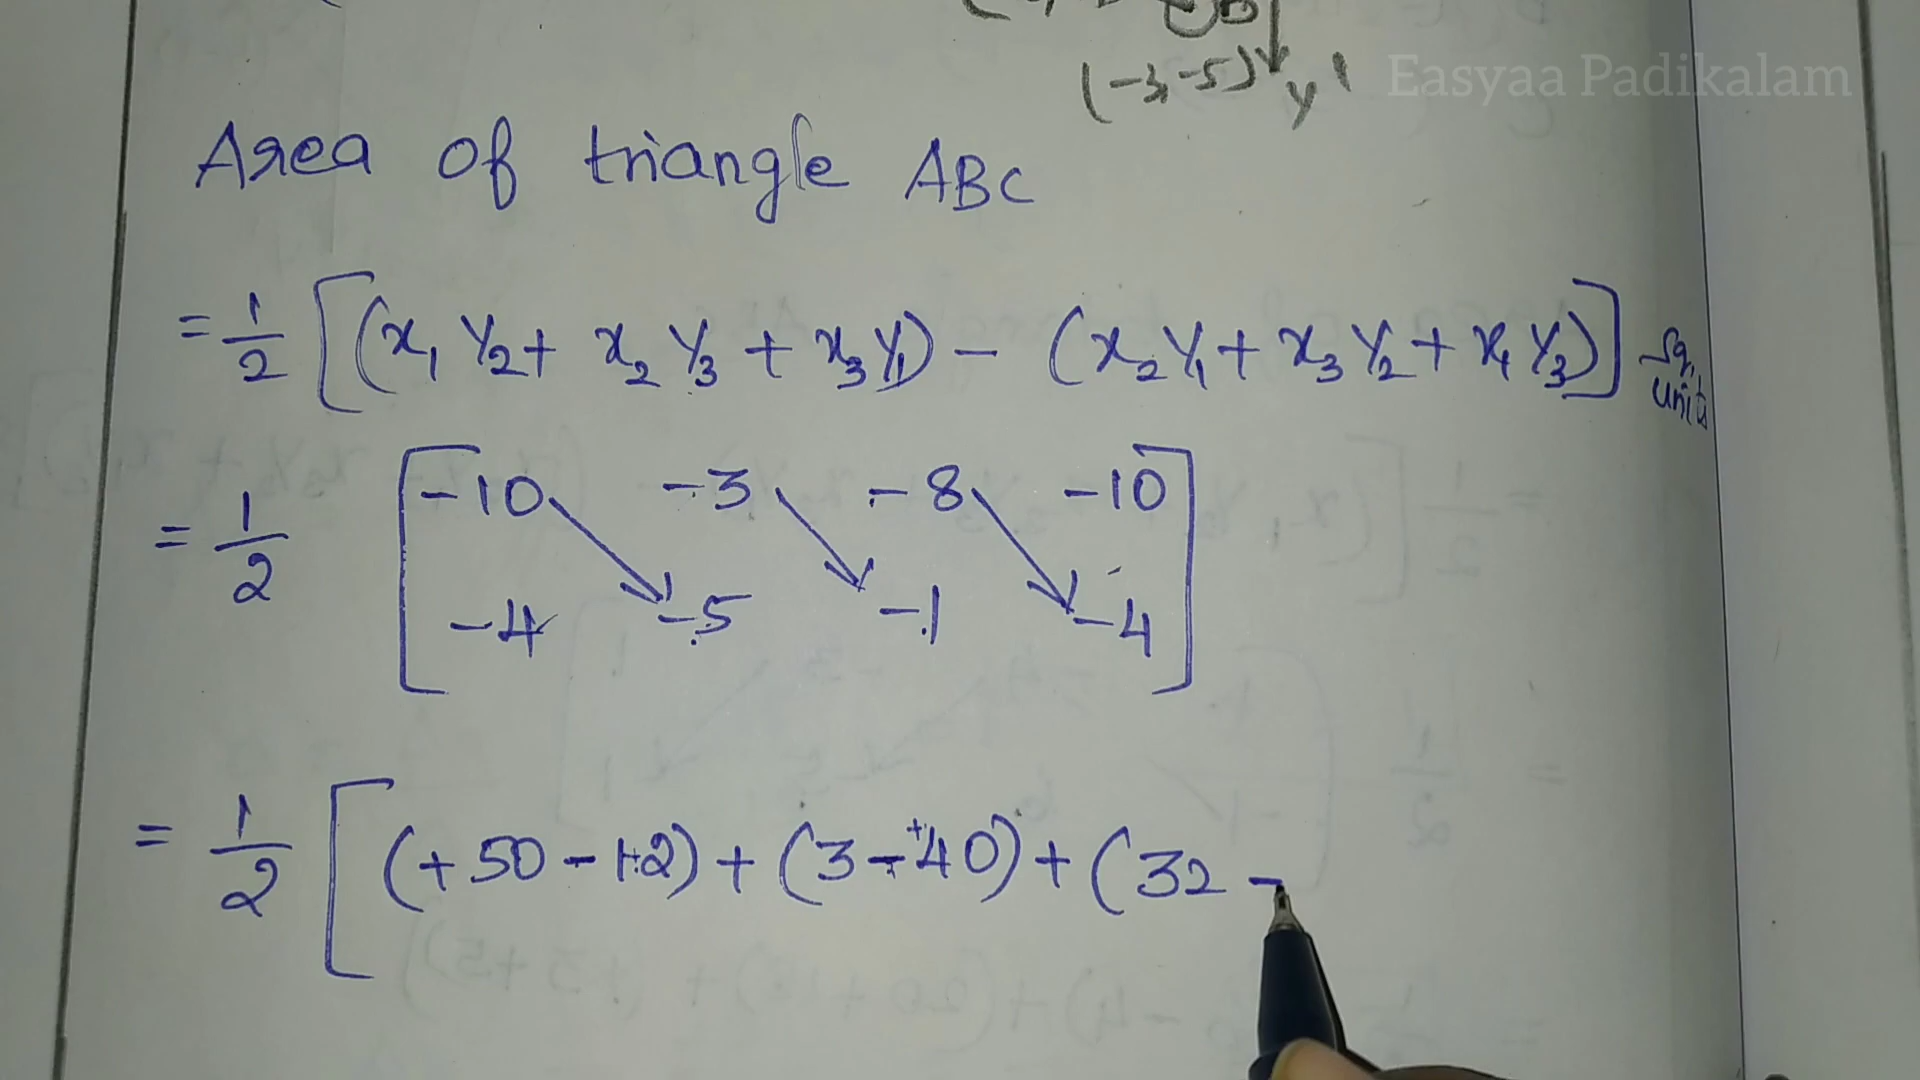 (-3,-5) y'
Easyaa Padikalam
Area of triangle ABC
= 1/2 [(x₁ y₂ + x₂ y₃ + x₃ y₁) - (x₂ y₁ + x₃ y₂ + x₁ y₃)] sq. units
= 1/2 [ -10 -3 -8 -10
-4 -5 -1 -4 ]
= 1/2 [ (+50 - 12) + (3 - +40) + (32 -